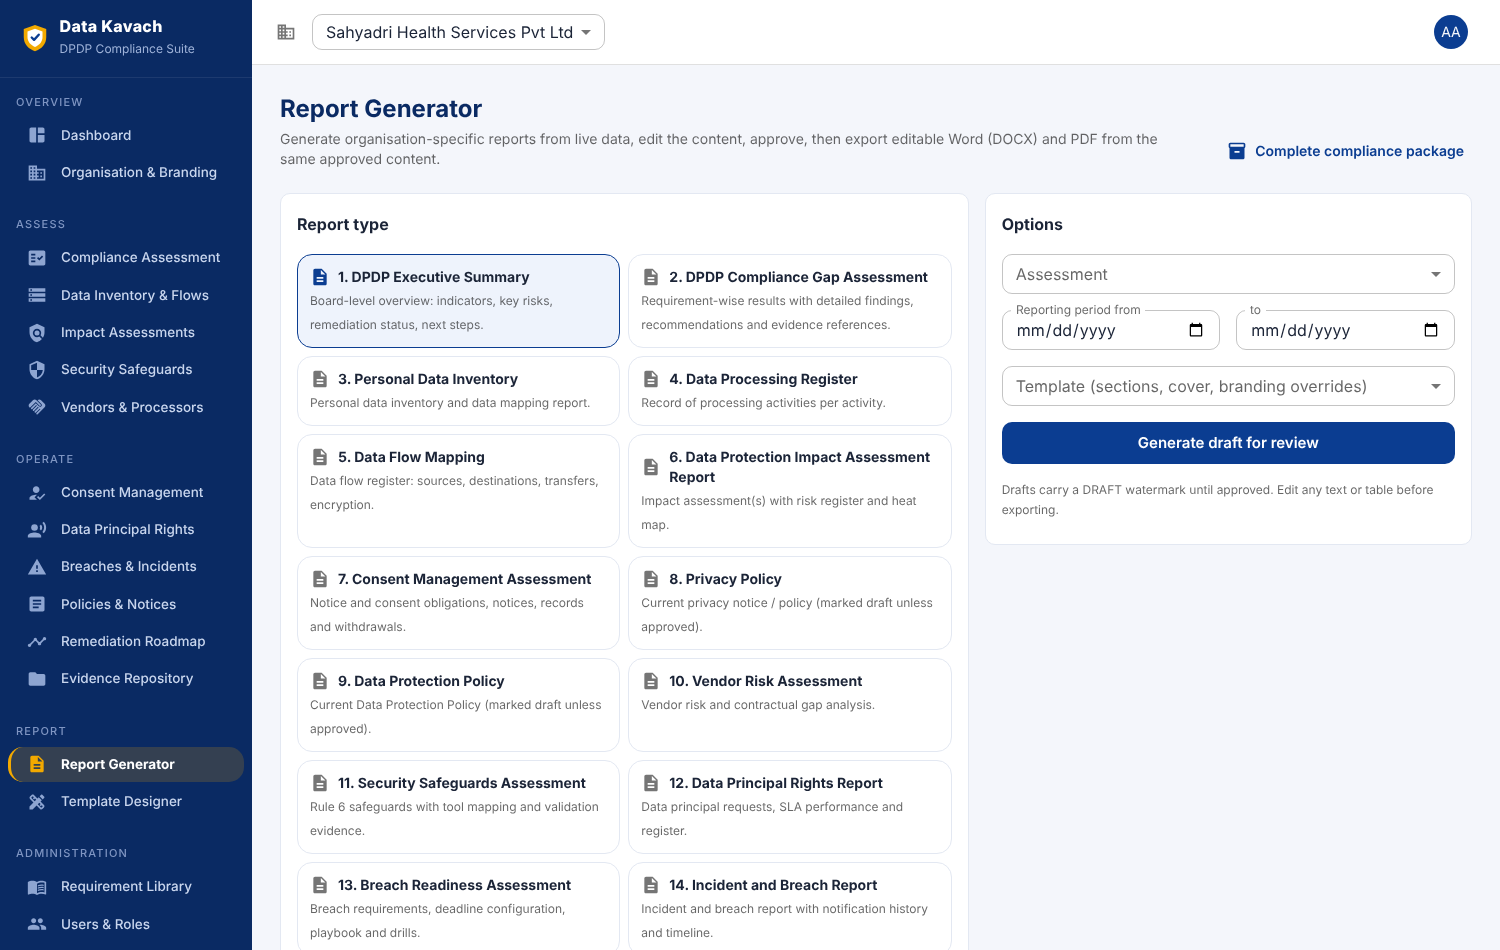 Data Kavach
DPDP Compliance Suite
OVERVIEW
Dashboard
Organisation & Branding
ASSESS
Compliance Assessment
Data Inventory & Flows
Impact Assessments
Security Safeguards
Vendors & Processors
OPERATE
Consent Management
Data Principal Rights
Breaches & Incidents
Policies & Notices
Remediation Roadmap
Evidence Repository
REPORT
Report Generator
Template Designer
ADMINISTRATION
Requirement Library
Users & Roles
Sahyadri Health Services Pvt Ltd
AA
Report Generator
Generate organisation-specific reports from live data, edit the content, approve, then export editable Word (DOCX) and PDF from the
same approved content.
Complete compliance package
Report type
1. DPDP Executive Summary
Board-level overview: indicators, key risks,
remediation status, next steps.
2. DPDP Compliance Gap Assessment
Requirement-wise results with detailed findings,
recommendations and evidence references.
3. Personal Data Inventory
Personal data inventory and data mapping report.
4. Data Processing Register
Record of processing activities per activity.
5. Data Flow Mapping
Data flow register: sources, destinations, transfers,
encryption.
6. Data Protection Impact Assessment
Report
Impact assessment(s) with risk register and heat
map.
7. Consent Management Assessment
Notice and consent obligations, notices, records
and withdrawals.
8. Privacy Policy
Current privacy notice / policy (marked draft unless
approved).
9. Data Protection Policy
Current Data Protection Policy (marked draft unless
approved).
10. Vendor Risk Assessment
Vendor risk and contractual gap analysis.
11. Security Safeguards Assessment
Rule 6 safeguards with tool mapping and validation
evidence.
12. Data Principal Rights Report
Data principal requests, SLA performance and
register.
13. Breach Readiness Assessment
Breach requirements, deadline configuration,
playbook and drills.
14. Incident and Breach Report
Incident and breach report with notification history
and timeline.
Options
Assessment
Reporting period from
mm/dd/yyyy
to
mm/dd/yyyy
Template (sections, cover, branding overrides)
Generate draft for review
Drafts carry a DRAFT watermark until approved. Edit any text or table before
exporting.